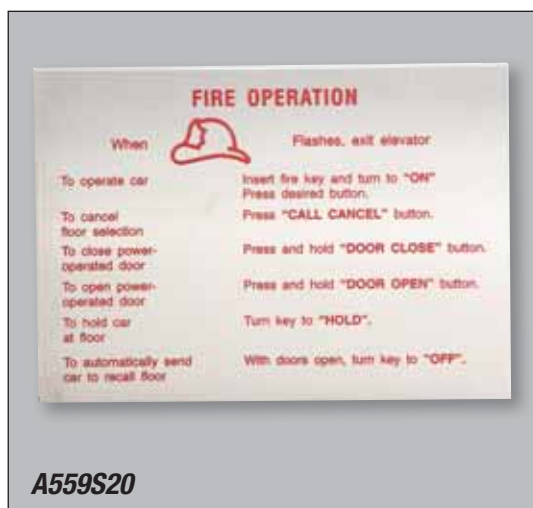 FIRE OPERATION
When Flashes, exit elevator
To operate car Insert fire key and turn to "ON"
Press desired button.
To cancel Press "CALL CANCEL" button.
floor selection
To close power- Press and hold "DOOR CLOSE" button.
operated door
To open power- Press and hold "DOOR OPEN" button.
operated door
To hold car Turn key to "HOLD".
at floor
To automatically send With doors open, turn key to "OFF".
car to recall floor
A559S20